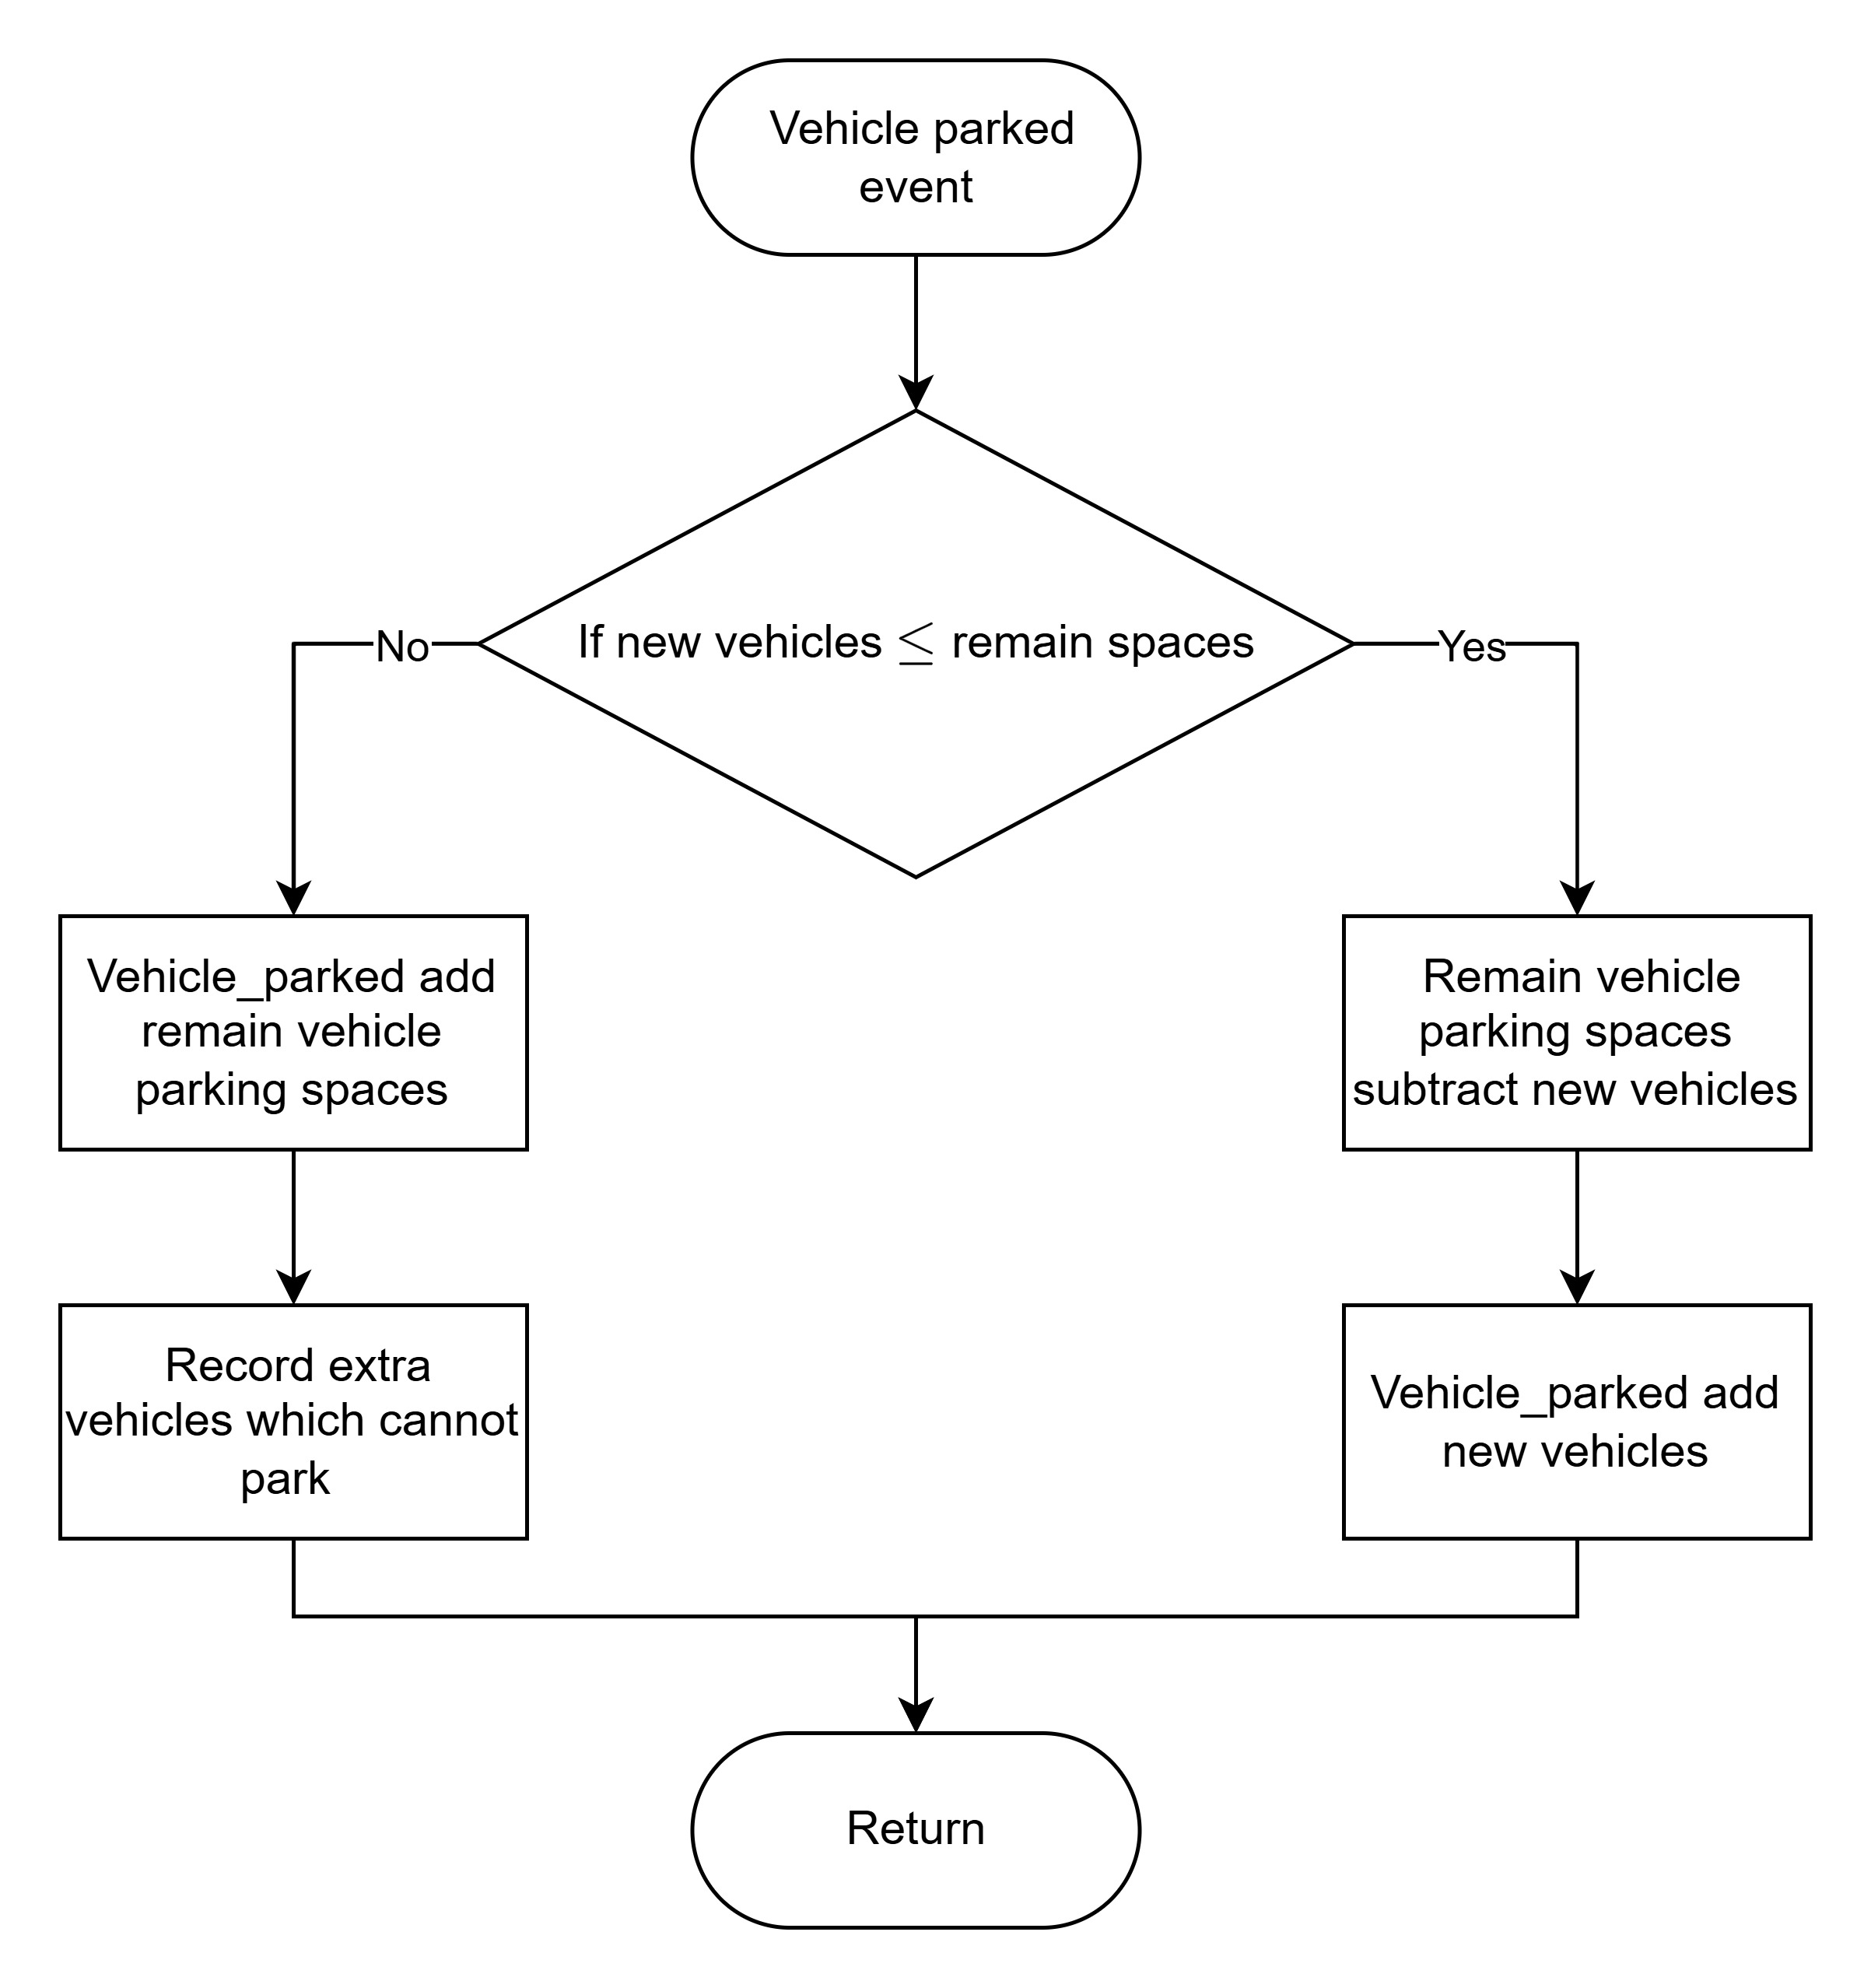 Vehicle parked
event
If new vehicles ≤ remain spaces
No
Yes
Vehicle_parked add
remain vehicle
parking spaces
Remain vehicle
parking spaces
subtract new vehicles
Record extra
vehicles which cannot
park
Vehicle_parked add
new vehicles
Return